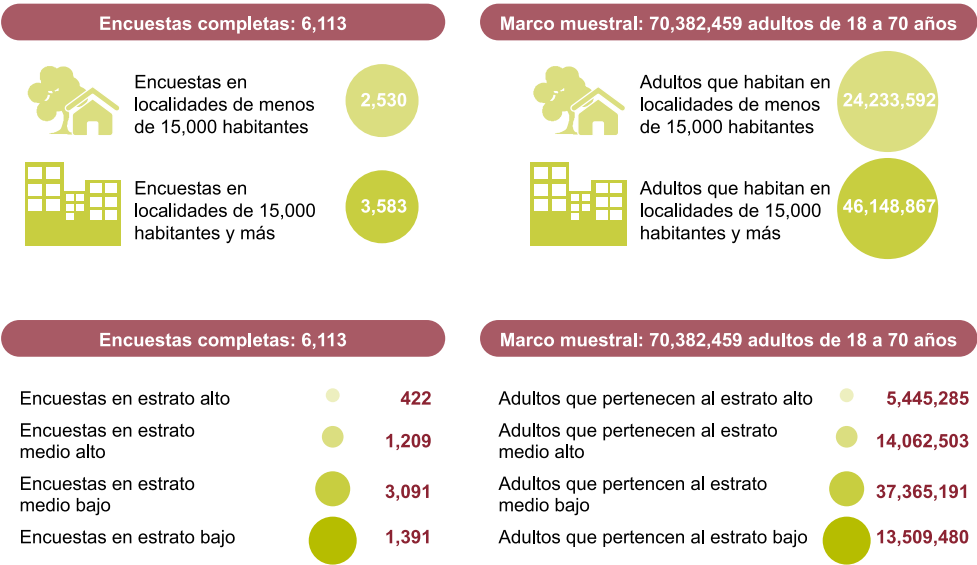 Encuestas completas: 6,113
Encuestas en
localidades de menos
de 15,000 habitantes
2,530
Encuestas en
localidades de 15,000
habitantes y más
3,583
Marco muestral: 70,382,459 adultos de 18 a 70 años
Adultos que habitan en
localidades de menos
de 15,000 habitantes
24,233,592
Adultos que habitan en
localidades de 15,000
habitantes y más
46,148,867
Encuestas completas: 6,113
Encuestas en estrato alto 422
Encuestas en estrato
medio alto 1,209
Encuestas en estrato
medio bajo 3,091
Encuestas en estrato bajo 1,391
Marco muestral: 70,382,459 adultos de 18 a 70 años
Adultos que pertenecen al estrato alto 5,445,285
Adultos que pertenecen al estrato
medio alto 14,062,503
Adultos que pertencen al estrato
medio bajo 37,365,191
Adultos que pertencen al estrato bajo 13,509,480